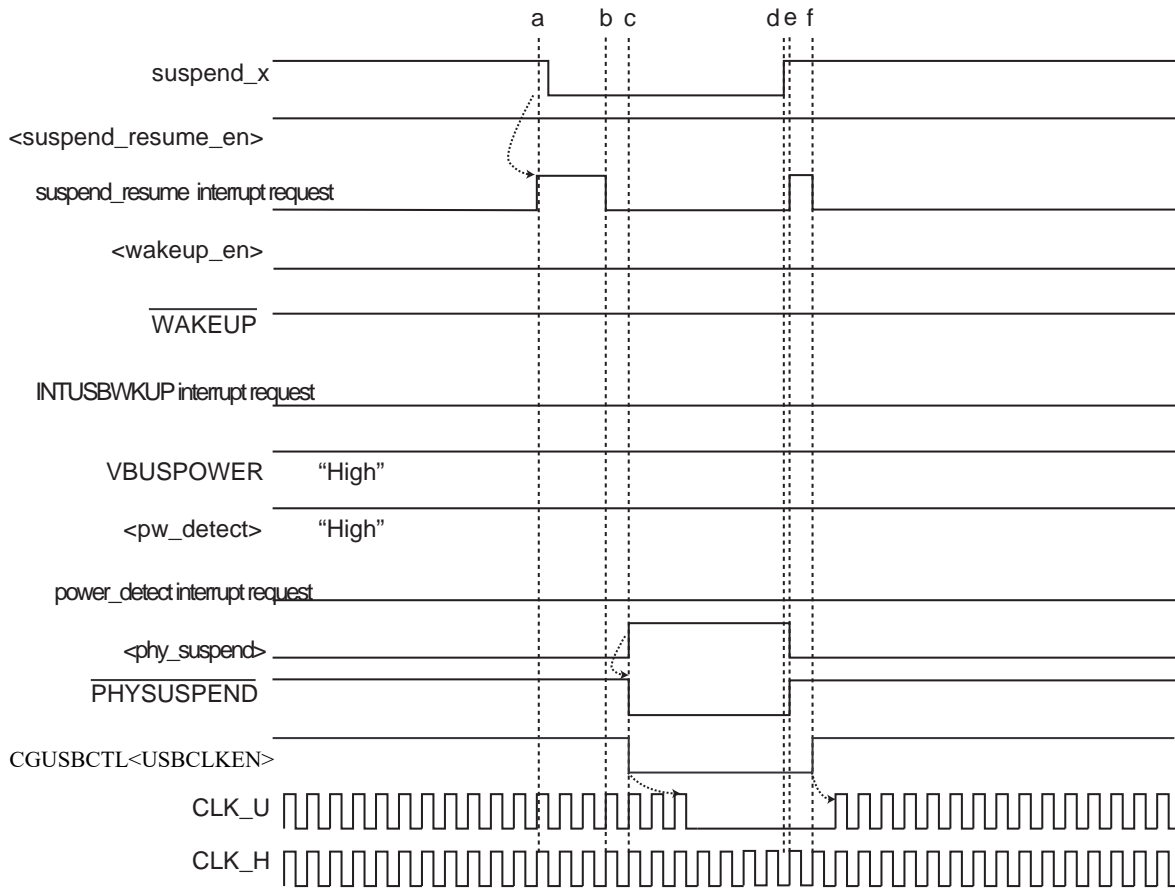 a b c d e f
suspend_x
<suspend_resume_en>
suspend_resume interrupt request
<wakeup_en>
WAKEUP
INTUSBWKUP interrupt request
VBUSPOWER "High"
<pw_detect> "High"
power_detect interrupt request
<phy_suspend>
PHYSUSPEND
CGUSBCTL<USBCLKEN>
CLK_U
CLK_H